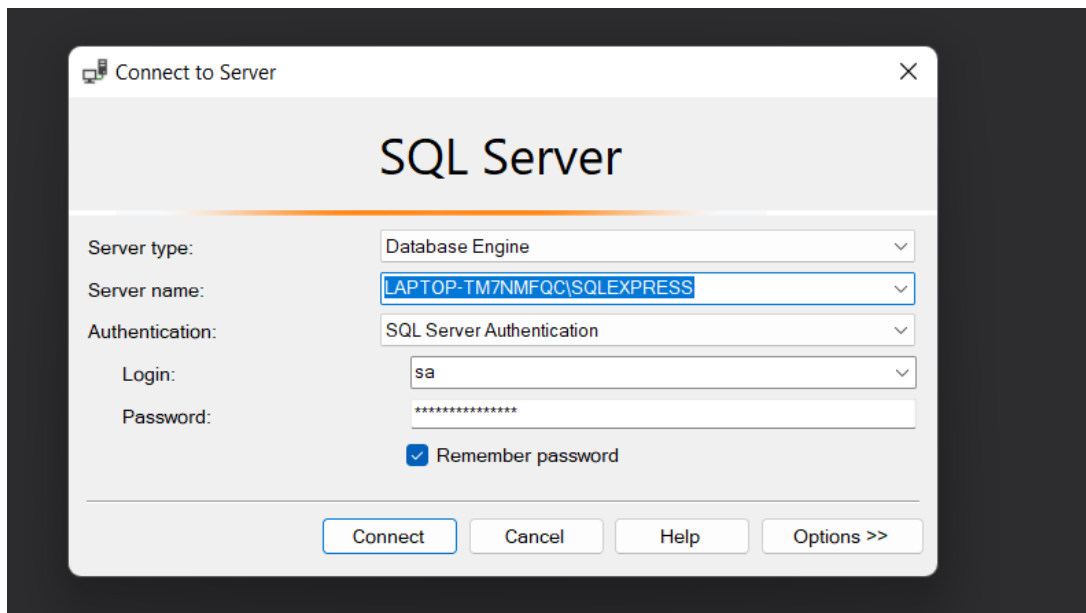 Connect to Server
SQL Server
Server type: Database Engine
Server name: LAPTOP-TM7NMFQC\SQLEXPRESS
Authentication: SQL Server Authentication
Login: sa
Password: ***************
Remember password
Connect Cancel Help Options >>